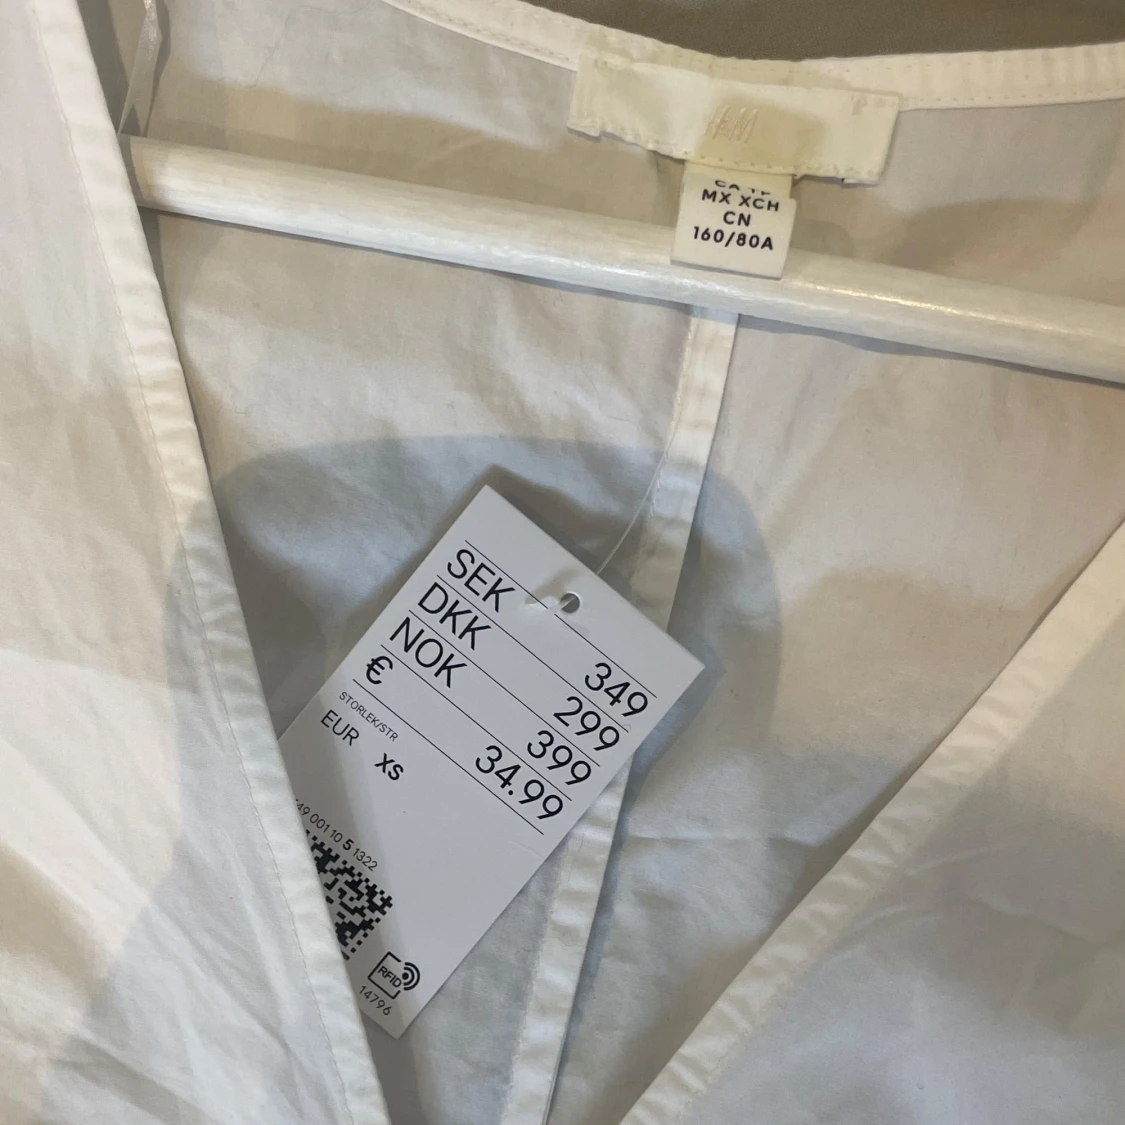 H&M
MX XCH
CN
160/80A
SEK 349
DKK 299
NOK 399
€ 34.99
STORLEK/STR
EUR XS
49 001 10 5 1322
RFID
14796